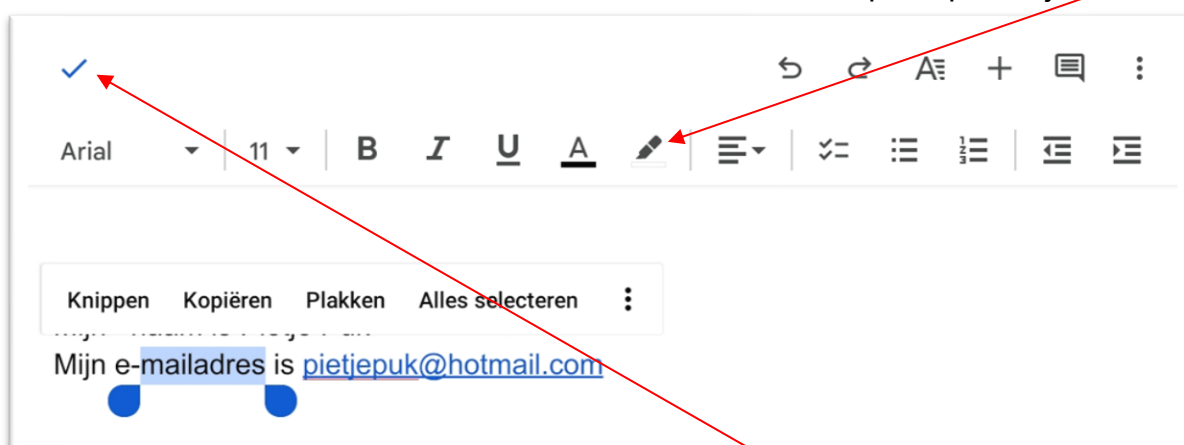 Arial 11 B I U A
Knippen Kopiëren Plakken Alles selecteren
Mijn e-mailadres is pietjepuk@hotmail.com